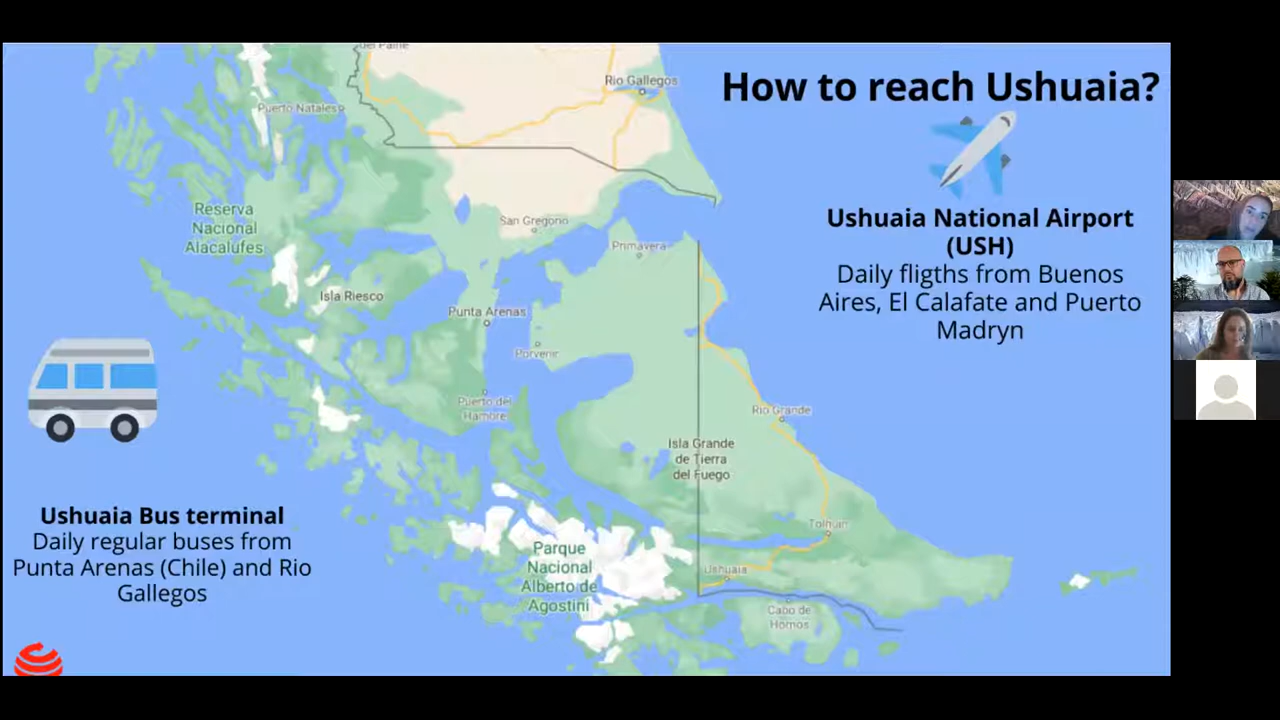 How to reach Ushuaia?
Ushuaia National Airport
(USH)
Daily fligths from Buenos
Aires, El Calafate and Puerto
Madryn
Ushuaia Bus terminal
Daily regular buses from
Punta Arenas (Chile) and Rio
Gallegos
del Paine
Rio Gallegos
Puerto Natales
Reserva
Nacional
Alacalufes
San Gregorio
Primavera
Isla Riesco
Punta Arenas
Porvenir
Puerto del
Hambre
Rio Grande
Isla Grande
de Tierra
del Fuego
Tolhuin
Parque
Nacional
Alberto de
Agostini
Ushuaia
Cabo de
Hornos